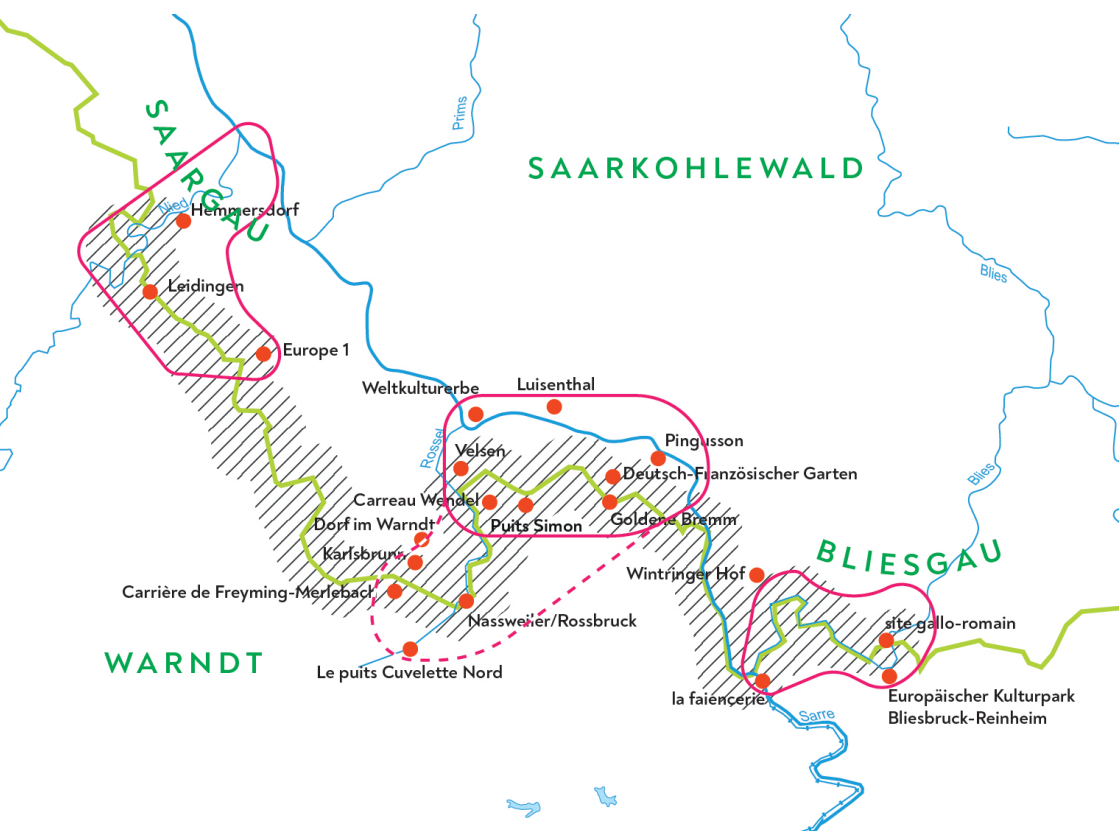 Prims
SAARGAU
SAARKOHLEWALD
Nied
Hemmersdorf
Blies
Leidingen
Europe 1
Weltkulturerbe
Luisenthal
Rossel
Velsen
Pingusson
Deutsch-Französischer Garten
Blies
Carreau Wendel
Puits Simon
Goldene Bremm
Dorf im Warndt
Karlsbrunn
BLIESGAU
Wintringer Hof
Carrière de Freyming-Merlebach
Nassweiler/Rossbruck
site gallo-romain
WARNDT
Le puits Cuvelette Nord
la faiencerie
Europäischer Kulturpark
Bliesbruck-Reinheim
Sarre